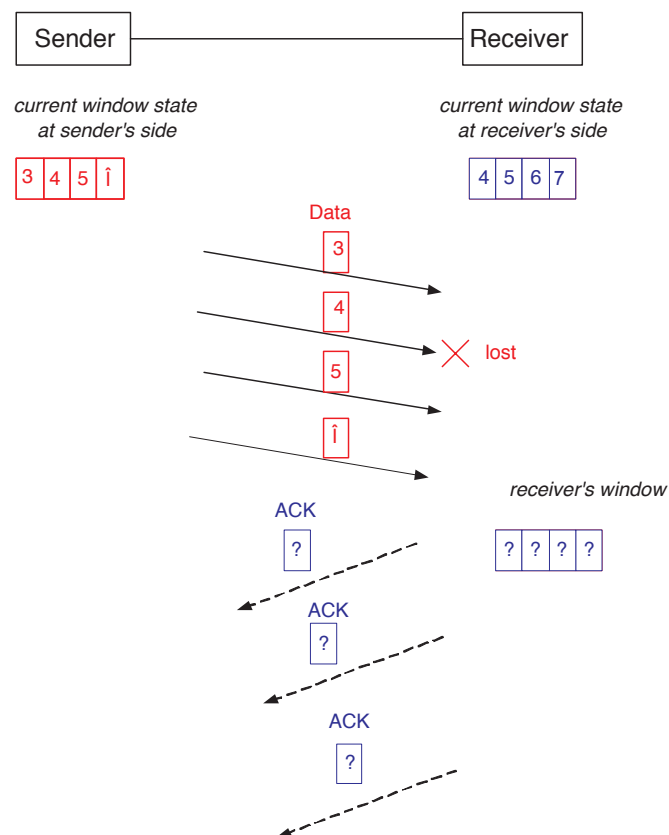 Sender
Receiver
current window state
at sender's side
current window state
at receiver's side
3 4 5 Î
4 5 6 7
Data
3
4
lost
5
Î
receiver's window
ACK
?
? ? ? ?
ACK
?
ACK
?